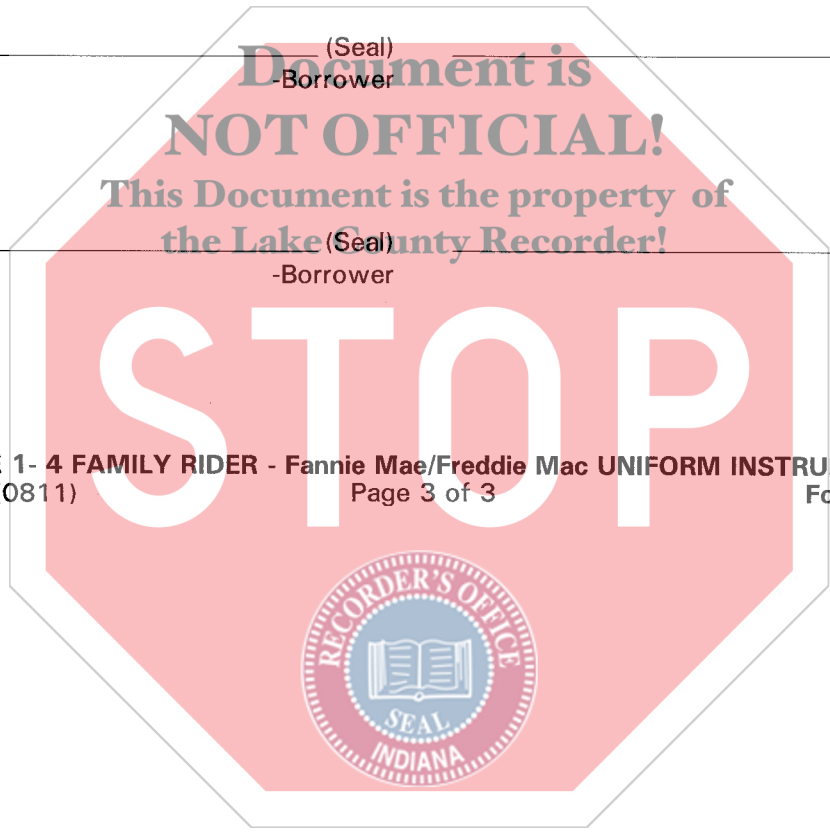 (Seal)
-Borrower
Document is
NOT OFFICIAL!
This Document is the property of
the Lake County Recorder!
(Seal)
-Borrower
STOP
1- 4 FAMILY RIDER - Fannie Mae/Freddie Mac UNIFORM INSTRU
0811) Page 3 of 3 Fo
RECORDER'S OFFICE
SEAL
INDIANA